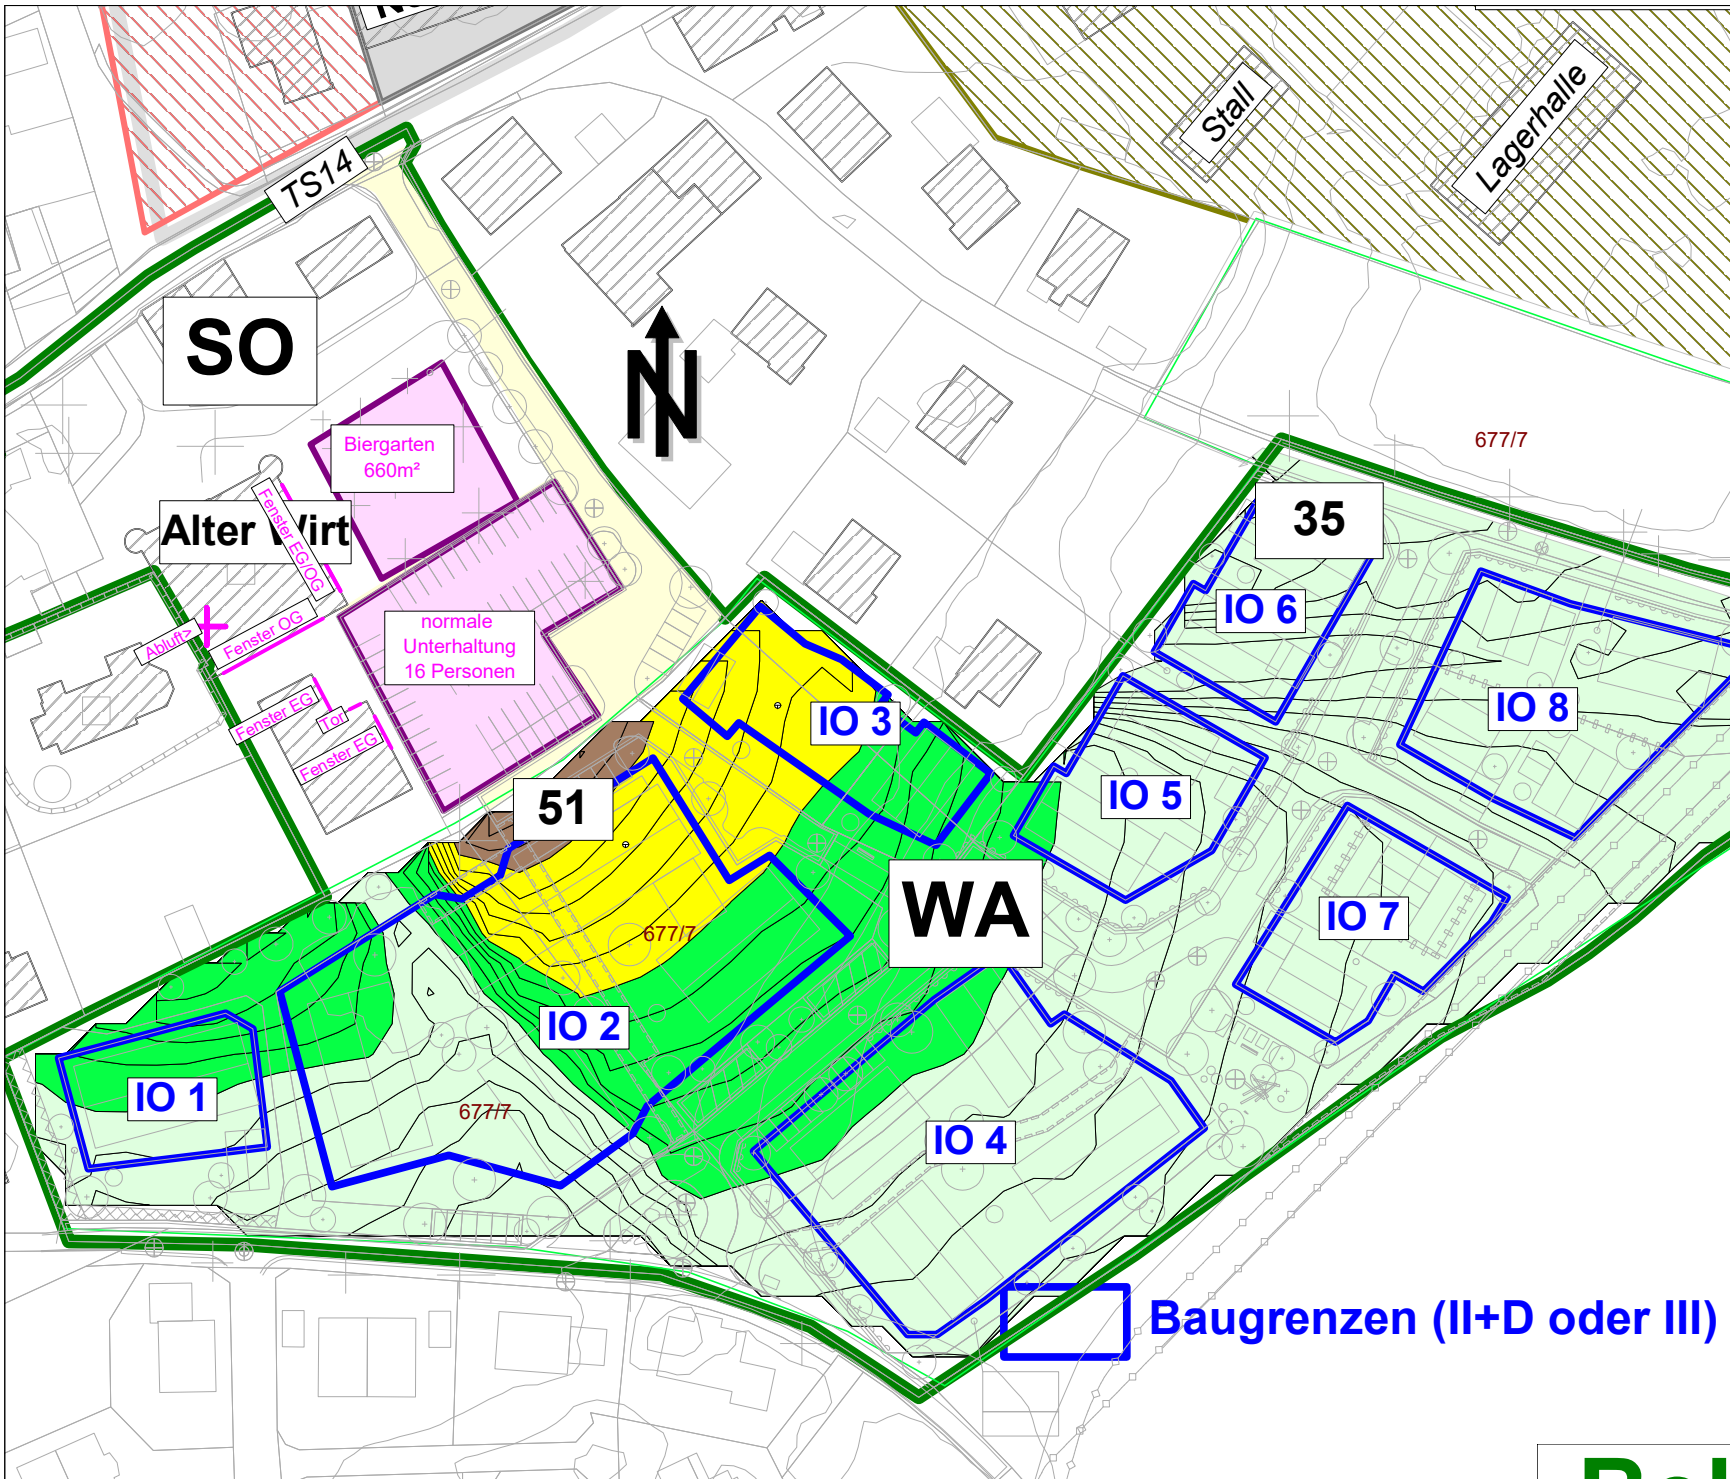 TS14
Stall
Lagerhalle
SO
Biergarten
660m²
677/7
35
Alter Wirt
Fenster EG/OG
Fenster OG
Abluft>
normale
Unterhaltung
16 Personen
IO 6
Fenster EG
Tor
Fenster EG
IO 3
IO 8
IO 5
51
WA
IO 7
677/7
IO 2
IO 1
677/7
IO 4
Baugrenzen (II+D oder III)